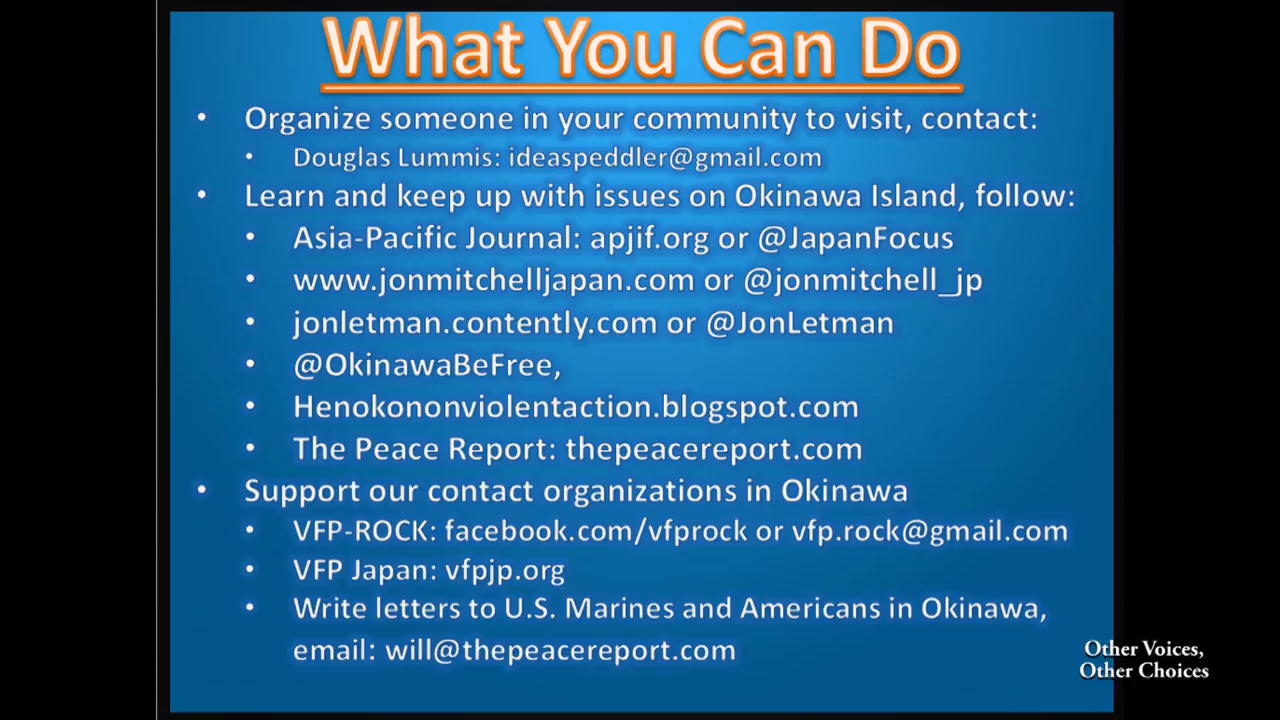 What You Can Do
• Organize someone in your community to visit, contact:
• Douglas Lummis: ideaspeddler@gmail.com
• Learn and keep up with issues on Okinawa Island, follow:
• Asia-Pacific Journal: apjif.org or @JapanFocus
• www.jonmitchelljapan.com or @jonmitchell_jp
• jonletman.contently.com or @JonLetman
• @OkinawaBeFree,
• Henokononviolentaction.blogspot.com
• The Peace Report: thepeacereport.com
• Support our contact organizations in Okinawa
• VFP-ROCK: facebook.com/vfprock or vfp.rock@gmail.com
• VFP Japan: vfpjp.org
• Write letters to U.S. Marines and Americans in Okinawa,
email: will@thepeacereport.com
Other Voices,
Other Choices